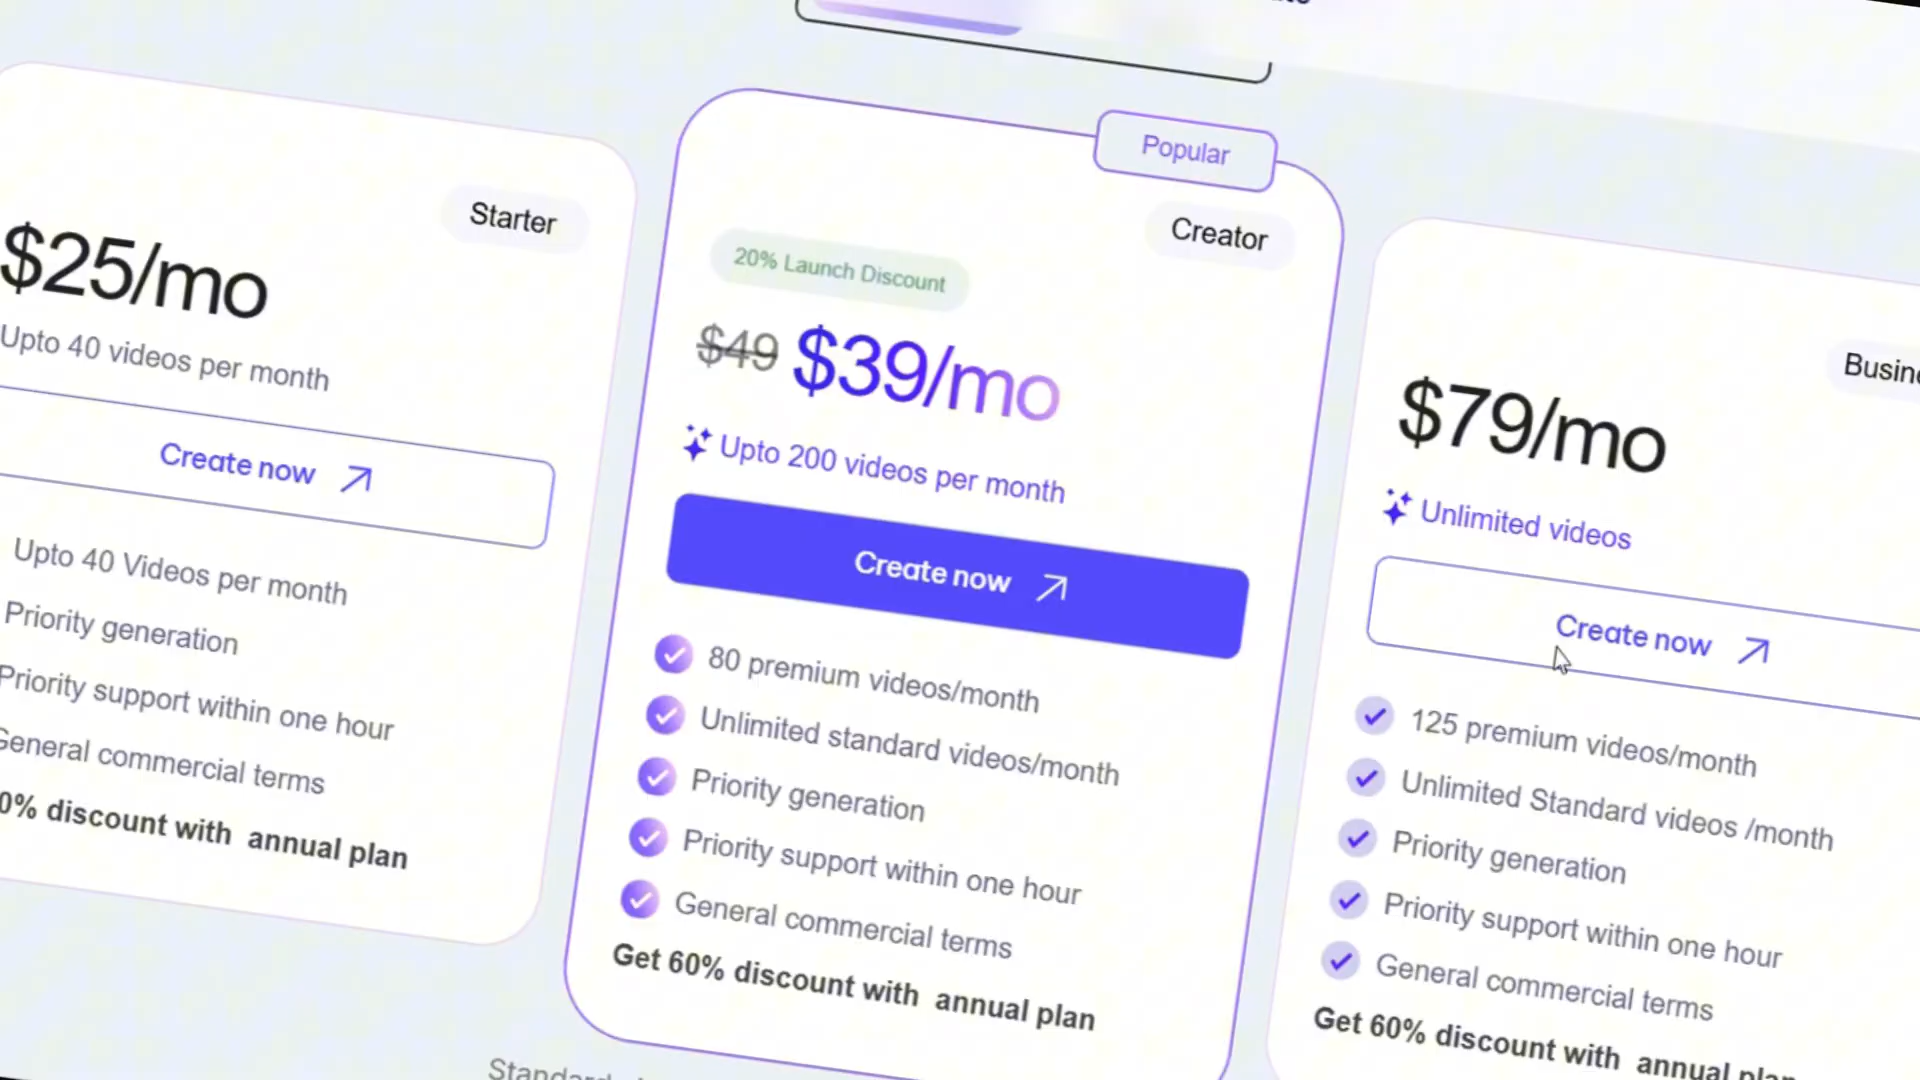 Starter
$25/mo
Upto 40 videos per month
Create now
Upto 40 Videos per month
Priority generation
Priority support within one hour
General commercial terms
0% discount with annual plan
Popular
Creator
20% Launch Discount
$49 $39/mo
Upto 200 videos per month
Create now
80 premium videos/month
Unlimited standard videos/month
Priority generation
Priority support within one hour
General commercial terms
Get 60% discount with annual plan
Busine
$79/mo
Unlimited videos
Create now
125 premium videos/month
Unlimited Standard videos /month
Priority generation
Priority support within one hour
General commercial terms
Get 60% discount with annual plan
Standard